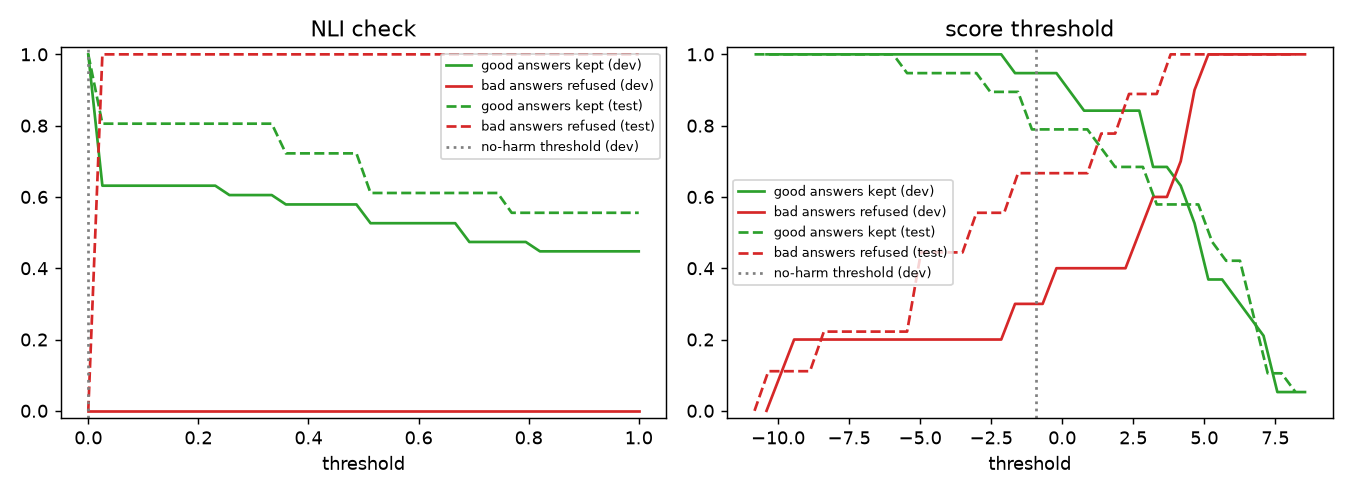 NLI check
1.0
0.8
0.6
0.4
0.2
0.0
good answers kept (dev)
bad answers refused (dev)
good answers kept (test)
bad answers refused (test)
no-harm threshold (dev)
0.0 0.2 0.4 0.6 0.8 1.0
threshold
score threshold
1.0
0.8
0.6
0.4
0.2
0.0
good answers kept (dev)
bad answers refused (dev)
good answers kept (test)
bad answers refused (test)
no-harm threshold (dev)
−10.0 −7.5 −5.0 −2.5 0.0 2.5 5.0 7.5
threshold